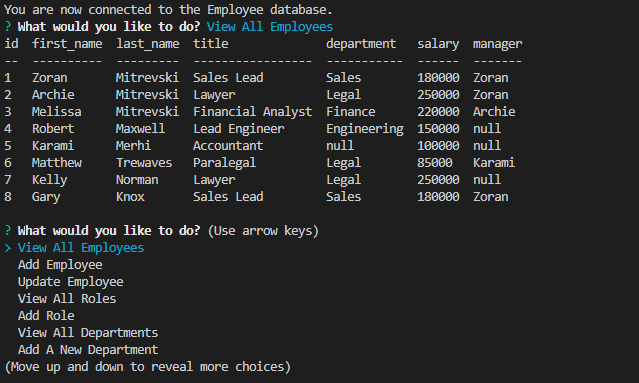 You are now connected to the Employee database.
? What would you like to do? View All Employees
id  first_name  last_name  title              department   salary  manager
--  ----------  ---------  -----------------  -----------  ------  -------
1   Zoran       Mitrevski  Sales Lead         Sales        180000  Zoran
2   Archie      Mitrevski  Lawyer             Legal        250000  Zoran
3   Melissa     Mitrevski  Financial Analyst  Finance      220000  Archie
4   Robert      Maxwell    Lead Engineer      Engineering  150000  null
5   Karami      Merhi      Accountant         null         100000  null
6   Matthew     Trewaves   Paralegal          Legal        85000   Karami
7   Kelly       Norman     Lawyer             Legal        250000  null
8   Gary        Knox       Sales Lead         Sales        180000  Zoran
? What would you like to do? (Use arrow keys)
> View All Employees
  Add Employee
  Update Employee
  View All Roles
  Add Role
  View All Departments
  Add A New Department
(Move up and down to reveal more choices)